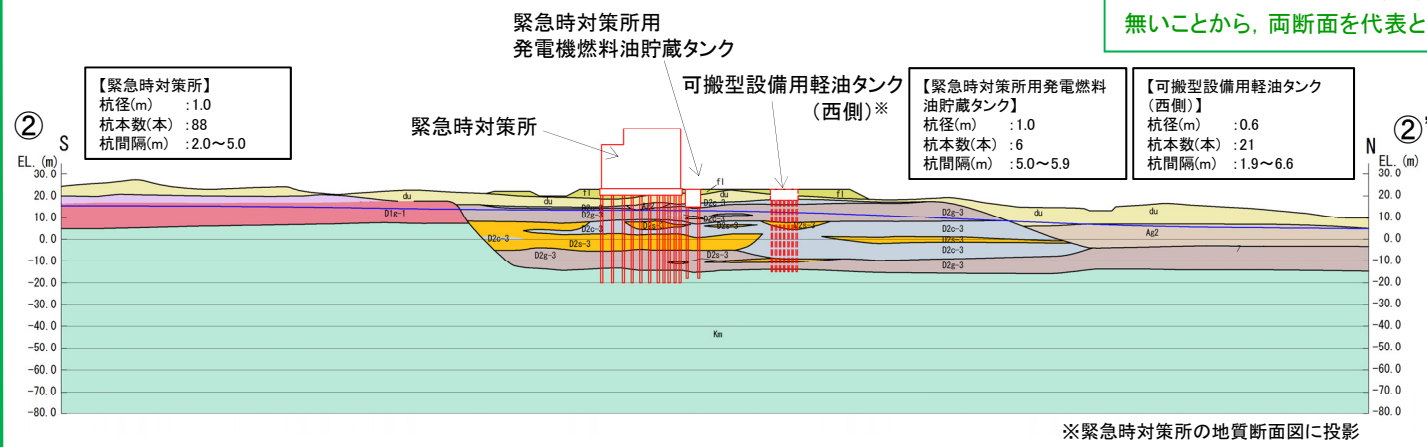 無いことから，両断面を代表と
緊急時対策所用
発電機燃料油貯蔵タンク
可搬型設備用軽油タンク
（西側）※
緊急時対策所
【緊急時対策所】
杭径(m) ：1.0
杭本数(本) ：88
杭間隔(m) ：2.0～5.0
【緊急時対策所用発電燃料
油貯蔵タンク】
杭径(m) ：1.0
杭本数(本) ：6
杭間隔(m) ：5.0～5.9
【可搬型設備用軽油タンク
（西側）】
杭径(m) ：0.6
杭本数(本) ：21
杭間隔(m) ：1.9～6.6
②
S
EL. (m)
30.0
20.0
10.0
0.0
-10.0
-20.0
-30.0
-40.0
-50.0
-60.0
-70.0
-80.0
②’
N
EL. (m)
30.0
20.0
10.0
0.0
-10.0
-20.0
-30.0
-40.0
-50.0
-60.0
-70.0
-80.0
du
D1g-1
du
fl
fl
du
fl
D2g-3
D2c-3
D2c-3
D2s-3
D2g-3
D2s-3
D2s-3
D2s-3
D2g-3
D2c-3
D2s-3
D2c-3
D2g-3
du
du
Ag2
Km
※緊急時対策所の地質断面図に投影